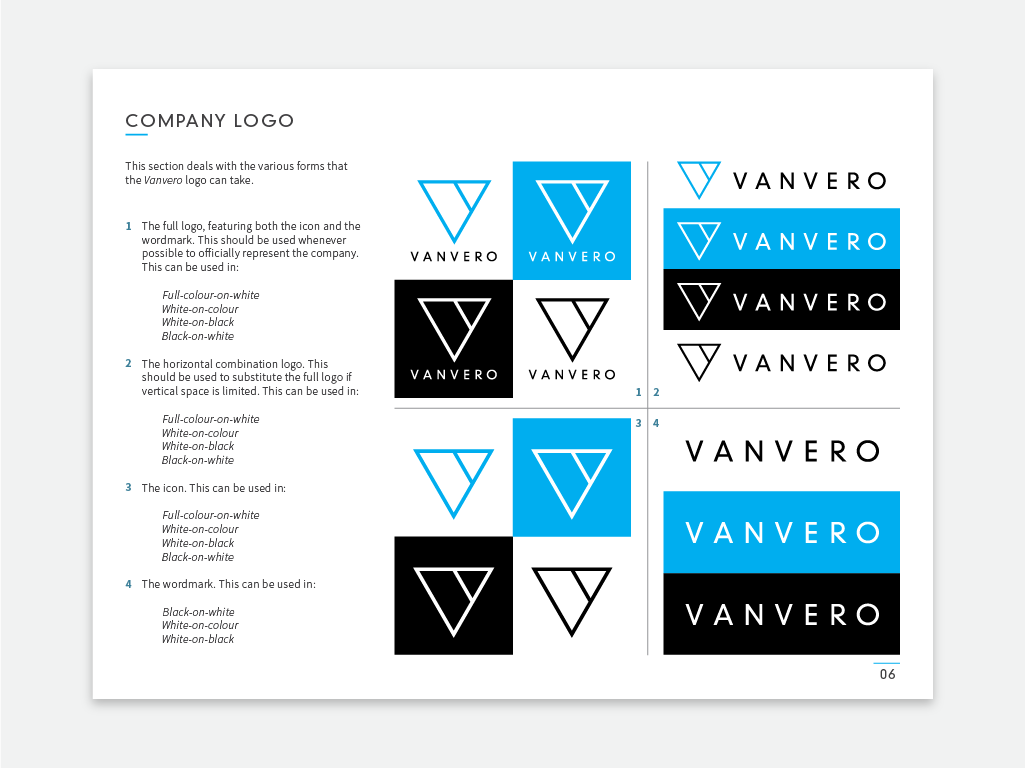 COMPANY LOGO
This section deals with the various forms that
the Vanvero logo can take.
1 The full logo, featuring both the icon and the
wordmark. This should be used whenever
possible to officially represent the company.
This can be used in:
Full-colour-on-white
White-on-colour
White-on-black
Black-on-white
2 The horizontal combination logo. This
should be used to substitute the full logo if
vertical space is limited. This can be used in:
Full-colour-on-white
White-on-colour
White-on-black
Black-on-white
3 The icon. This can be used in:
Full-colour-on-white
White-on-colour
White-on-black
Black-on-white
4 The wordmark. This can be used in:
Black-on-white
White-on-colour
White-on-black
VANVERO VANVERO
VANVERO VANVERO
1
VANVERO
VANVERO
VANVERO
VANVERO
2
3
4
VANVERO
VANVERO
VANVERO
06